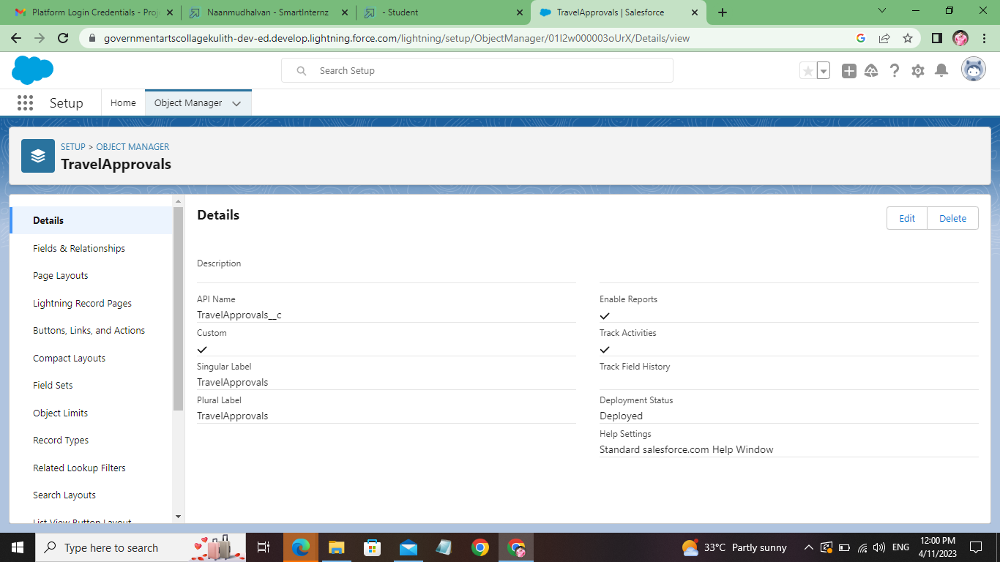 Platform Login Credentials - Proj
Naanmudhalvan - SmartInternz
- Student
TravelApprovals | Salesforce
governmentartscollagekulith-dev-ed.develop.lightning.force.com/lightning/setup/ObjectManager/01I2w000003oUrX/Details/view
Search Setup
Setup
Home
Object Manager
SETUP > OBJECT MANAGER
TravelApprovals
Details
Fields & Relationships
Page Layouts
Lightning Record Pages
Buttons, Links, and Actions
Compact Layouts
Field Sets
Object Limits
Record Types
Related Lookup Filters
Search Layouts
List View Button Layout
Details
Edit
Delete
Description
API Name
TravelApprovals__c
Custom
Singular Label
TravelApprovals
Plural Label
TravelApprovals
Enable Reports
Track Activities
Track Field History
Deployment Status
Deployed
Help Settings
Standard salesforce.com Help Window
Type here to search
33°C Partly sunny
ENG
12:00 PM
4/11/2023